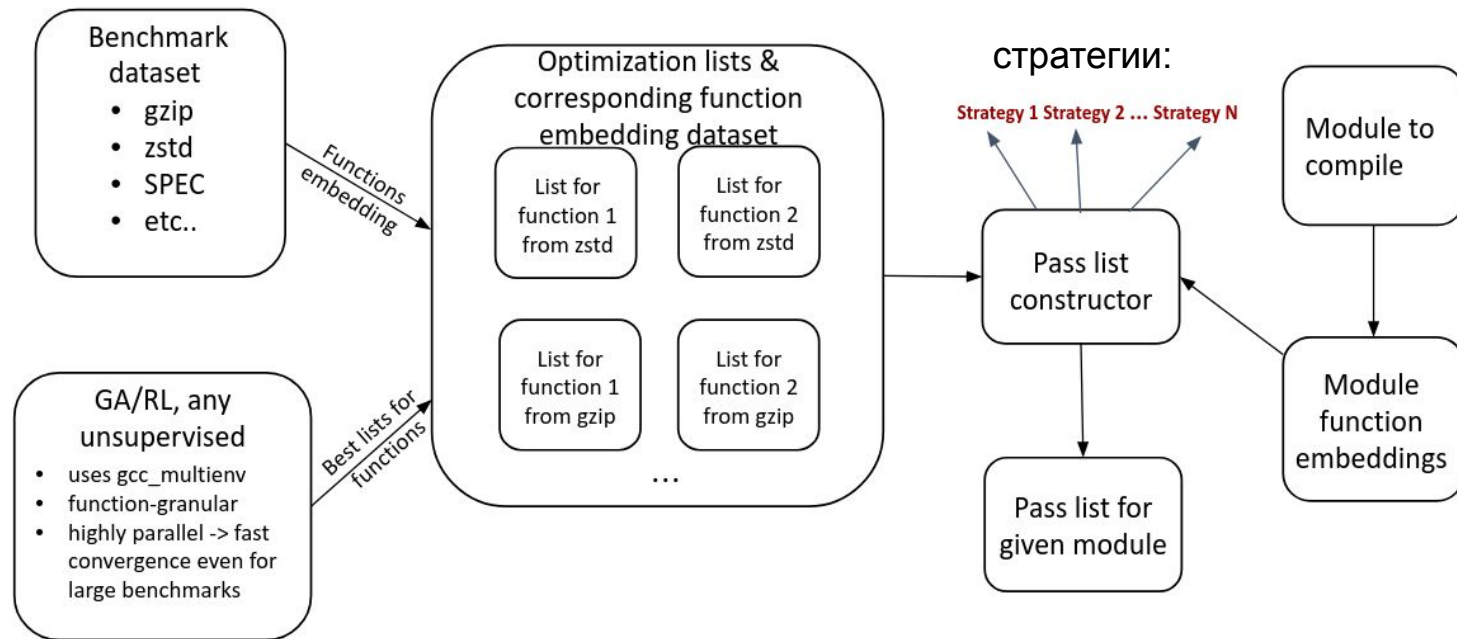 Benchmark
dataset
• gzip
• zstd
• SPEC
• etc..
Functions
embedding
GA/RL, any
unsupervised
• uses gcc_multienv
• function-granular
• highly parallel -> fast
convergence even for
large benchmarks
Best lists for
functions
Optimization lists &
corresponding function
embedding dataset
List for
function 1
from zstd
List for
function 2
from zstd
List for
function 1
from gzip
List for
function 2
from gzip
...
стратегии:
Strategy 1 Strategy 2 ... Strategy N
Pass list
constructor
Pass list for
given module
Module to
compile
Module
function
embeddings